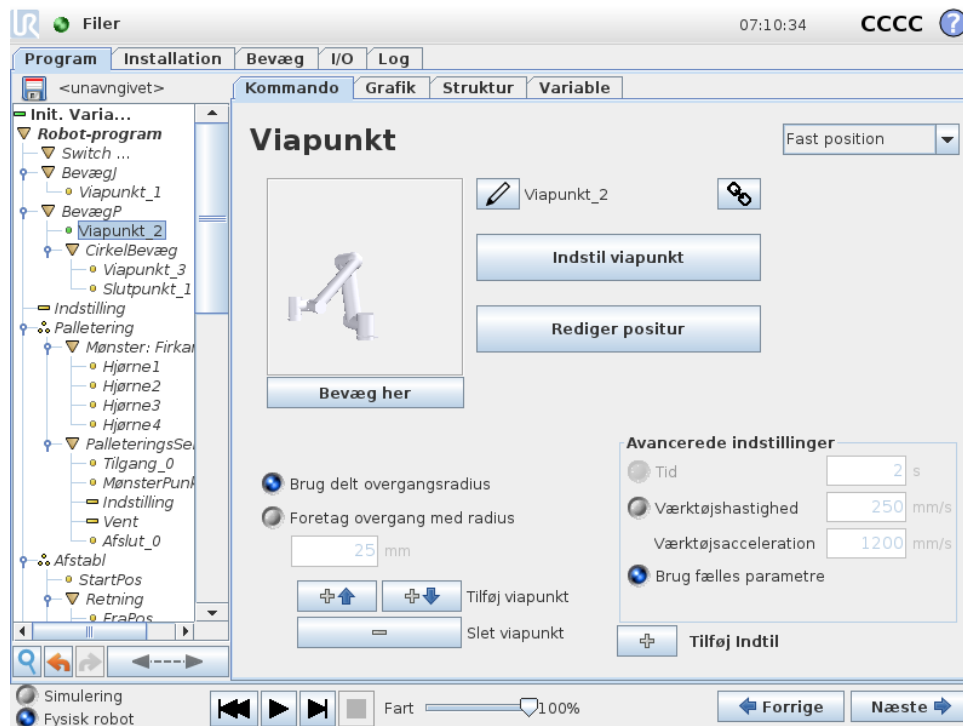 UR Filer 07:10:34 CCCC ?
Program Installation Bevæg I/O Log
<unavngivet>
Kommando Grafik Struktur Variable
Init. Varia...
Robot-program
Switch ...
BevægJ
Viapunkt_1
BevægP
Viapunkt_2
CirkelBevæg
Viapunkt_3
Slutpunkt_1
Indstilling
Palletering
Mønster: Firkan
Hjørne1
Hjørne2
Hjørne3
Hjørne4
PalleteringsSe
Tilgang_0
MønsterPunk
Indstilling
Vent
Afslut_0
Afstabl
StartPos
Retning
FraPos
Viapunkt
Fast position
Viapunkt_2
Indstil viapunkt
Rediger positur
Bevæg her
Brug delt overgangsradius
Foretag overgang med radius
25 mm
Tilføj viapunkt
Slet viapunkt
Avancerede indstillinger
Tid 2 s
Værktøjshastighed 250 mm/s
Værktøjsacceleration 1200 mm/s
Brug fælles parametre
Tilføj Indtil
Simulering
Fysisk robot
Fart 100%
Forrige Næste